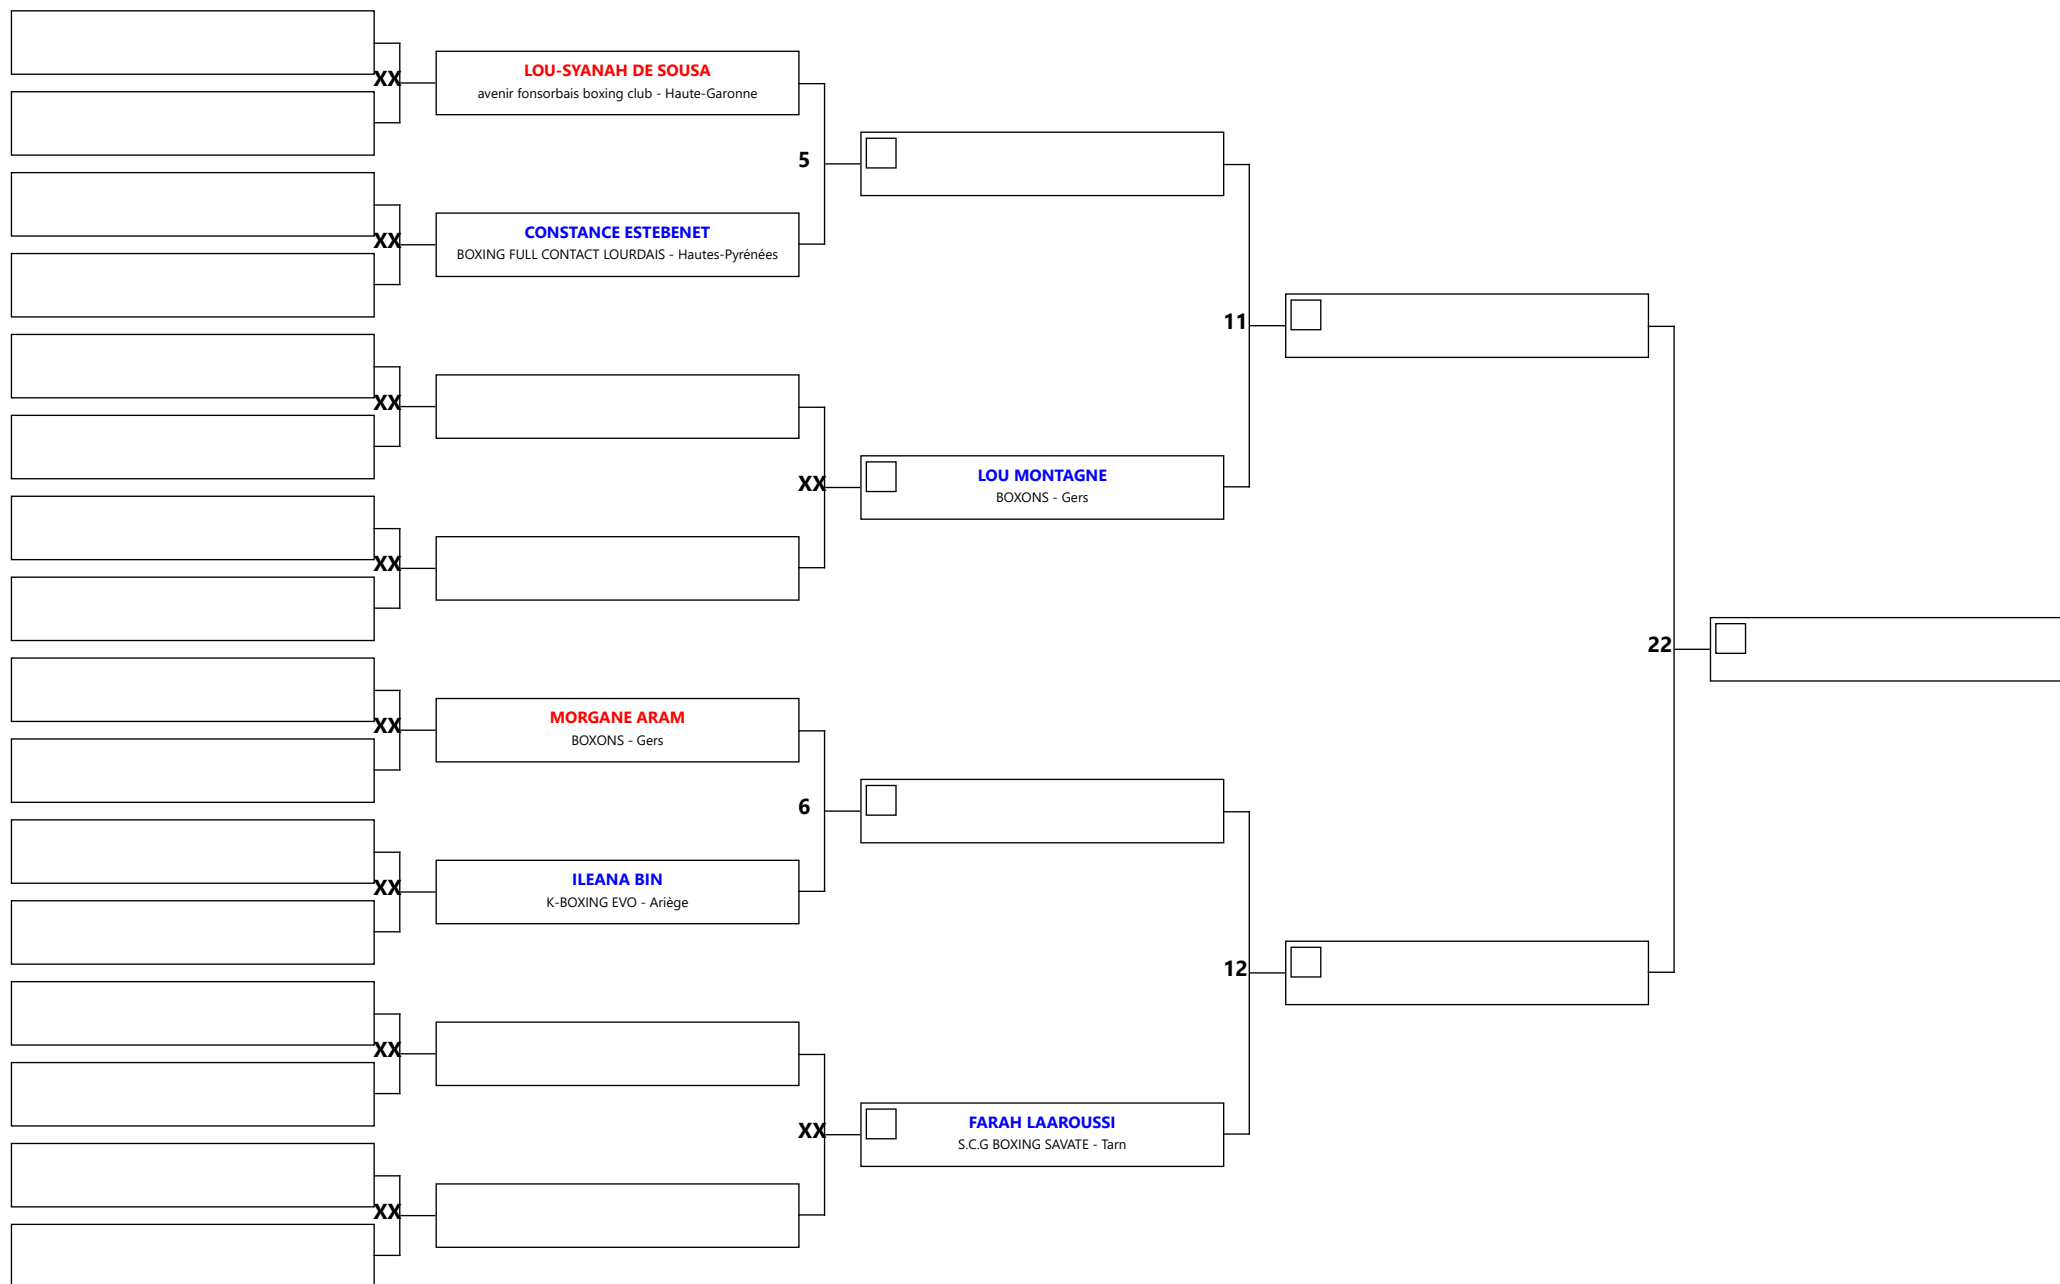 XX
LOU-SYANAH DE SOUSA
avenir fonsorbais boxing club - Haute-Garonne
5
XX
CONSTANCE ESTEBENET
BOXING FULL CONTACT LOURDAIS - Hautes-Pyrénées
11
XX
XX
LOU MONTAGNE
BOXONS - Gers
XX
22
XX
MORGANE ARAM
BOXONS - Gers
6
XX
ILEANA BIN
K-BOXING EVO - Ariège
12
XX
XX
FARAH LAAROUSSI
S.C.G BOXING SAVATE - Tarn
XX